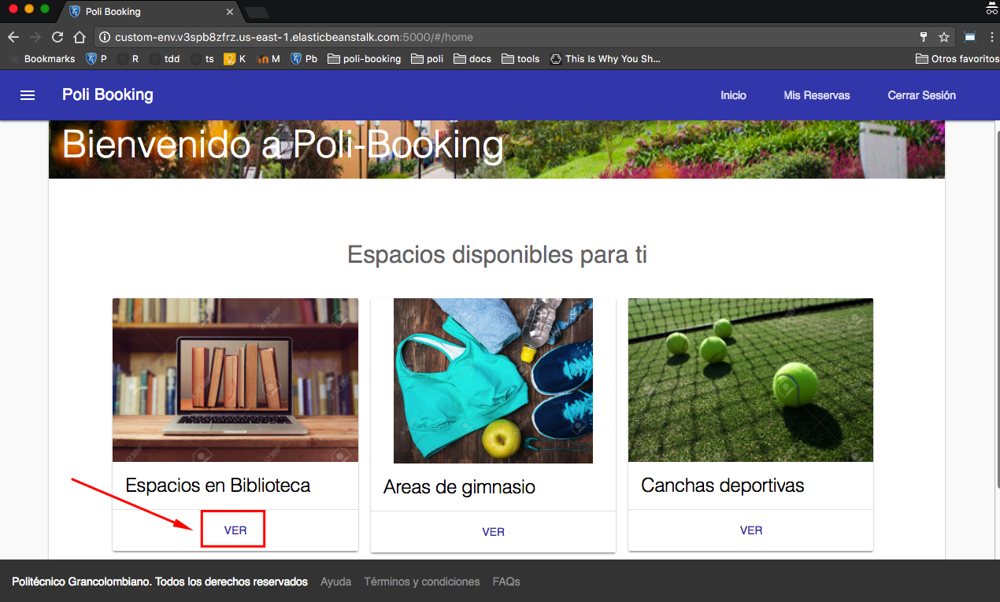 Poli Booking
custom-env.v3spb8zfrz.us-east-1.elasticbeanstalk.com:5000/#/home
Bookmarks P R tdd ts K M Pb poli-booking poli docs tools This Is Why You Sh... Otros favoritos
Poli Booking Inicio Mis Reservas Cerrar Sesión
Bienvenido a Poli-Booking
Espacios disponibles para ti
Espacios en Biblioteca
Areas de gimnasio
Canchas deportivas
VER
VER
VER
Politécnico Grancolombiano. Todos los derechos reservados Ayuda Términos y condiciones FAQs